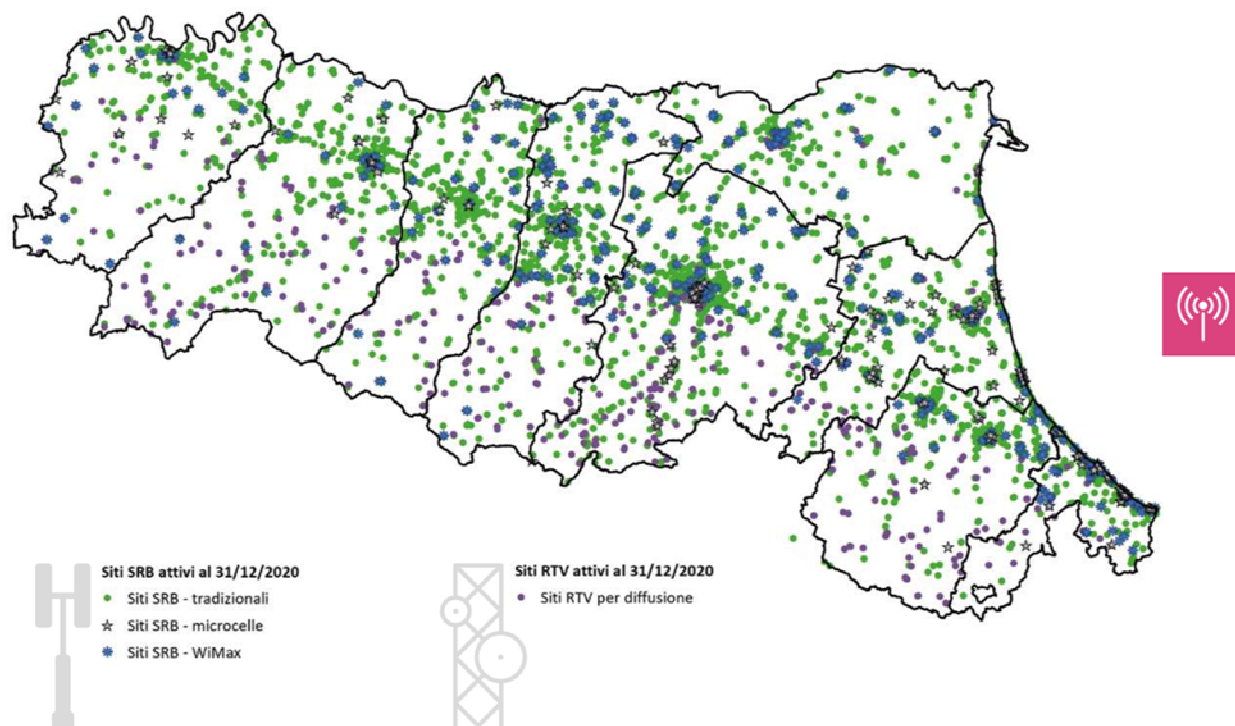 Siti SRB attivi al 31/12/2020
Siti SRB - tradizionali
Siti SRB - microcelle
Siti SRB - WiMax
Siti RTV attivi al 31/12/2020
Siti RTV per diffusione